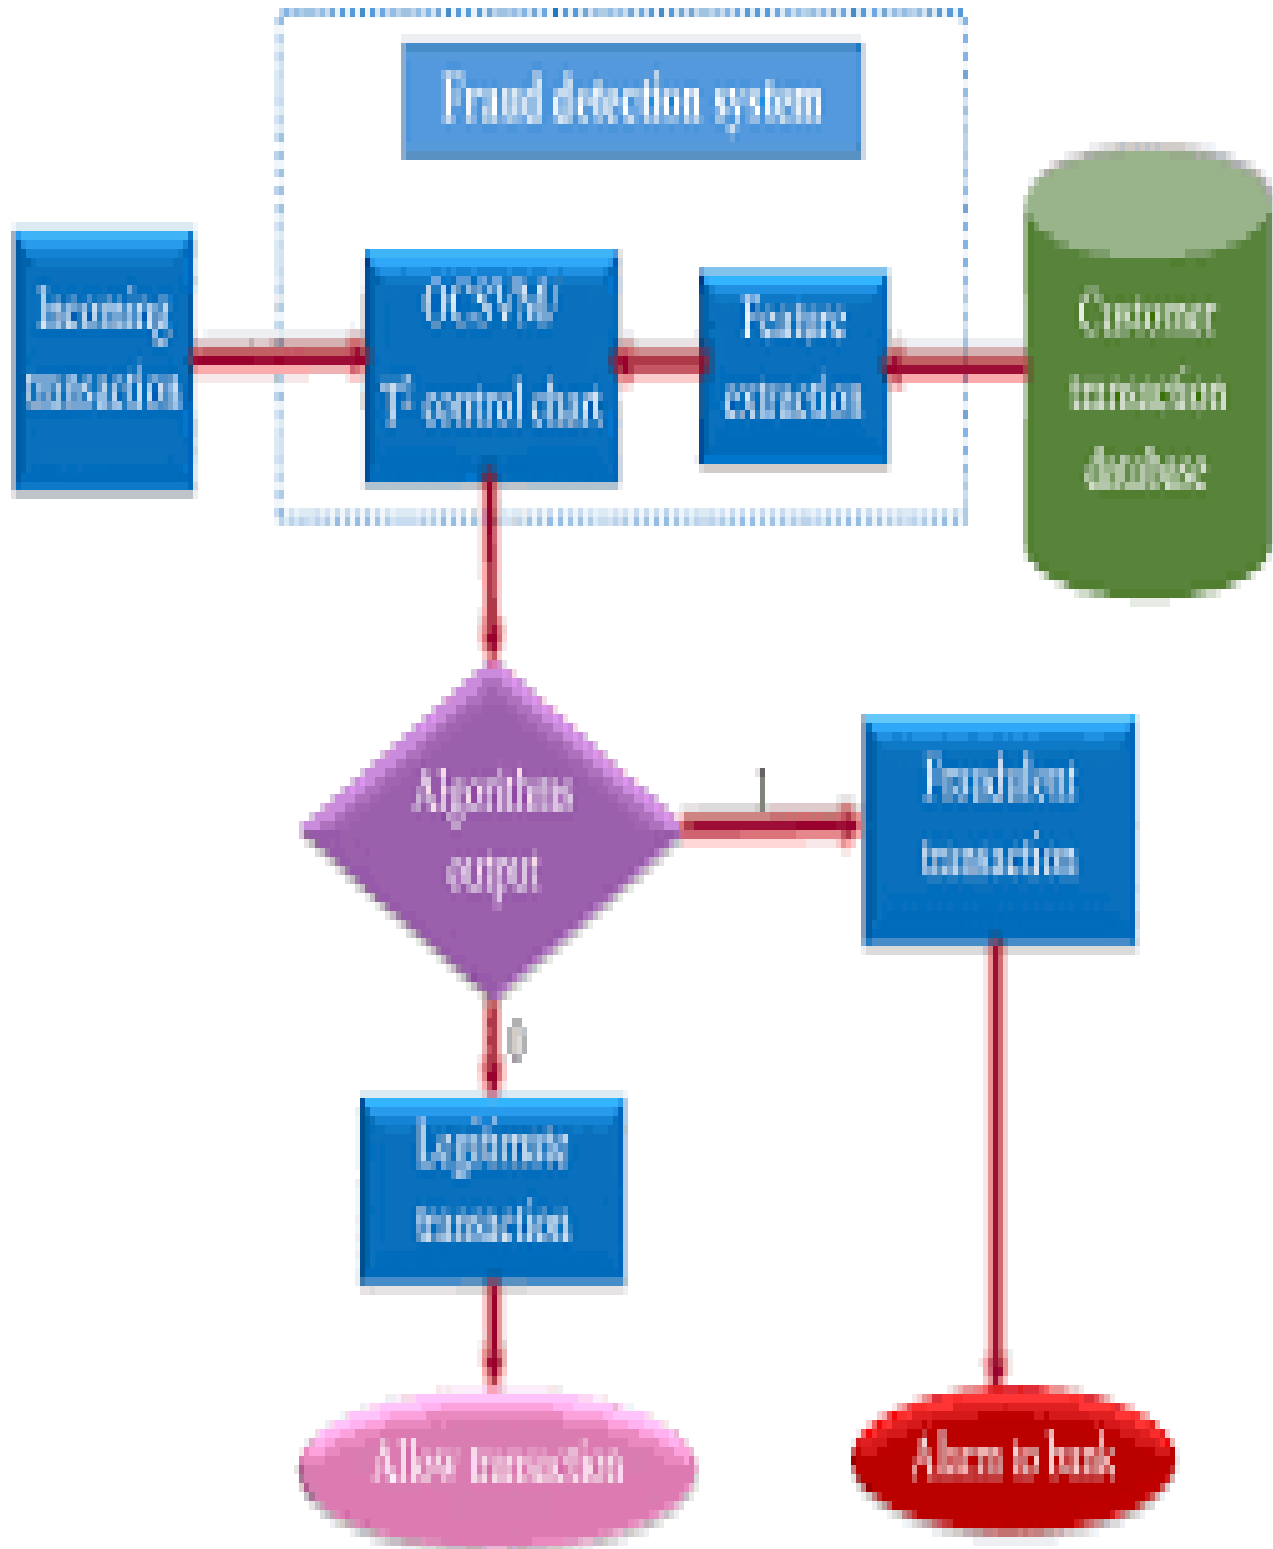 Fraud detection system
Incoming
transaction
OCSVM/
T² control chart
Feature
extraction
Customer
transaction
database
Algorithms
output
1
Fraudulent
transaction
0
Legitimate
transaction
Allow transaction
Alarm to bank